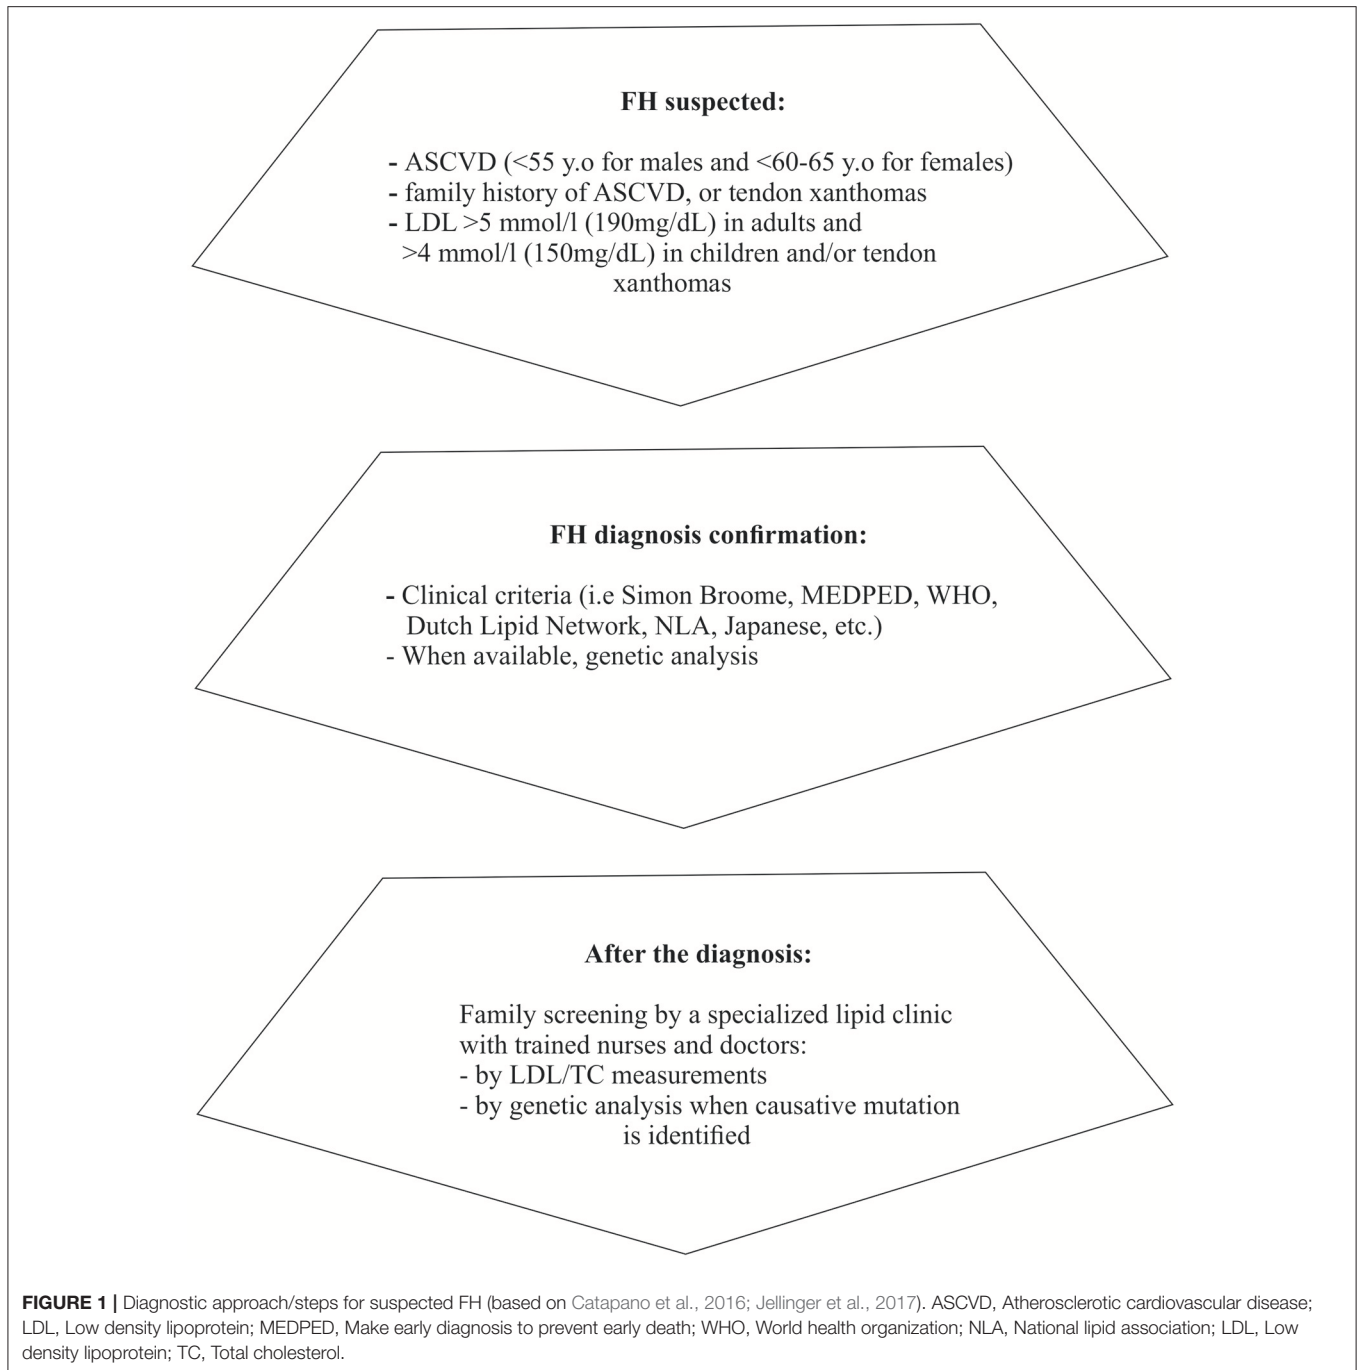 FH suspected:
- ASCVD (<55 y.o for males and <60-65 y.o for females)
- family history of ASCVD, or tendon xanthomas
- LDL >5 mmol/l (190mg/dL) in adults and
>4 mmol/l (150mg/dL) in children and/or tendon
xanthomas
FH diagnosis confirmation:
- Clinical criteria (i.e Simon Broome, MEDPED, WHO,
Dutch Lipid Network, NLA, Japanese, etc.)
- When available, genetic analysis
After the diagnosis:
Family screening by a specialized lipid clinic
with trained nurses and doctors:
- by LDL/TC measurements
- by genetic analysis when causative mutation
is identified
FIGURE 1 | Diagnostic approach/steps for suspected FH (based on Catapano et al., 2016; Jellinger et al., 2017). ASCVD, Atherosclerotic cardiovascular disease;
LDL, Low density lipoprotein; MEDPED, Make early diagnosis to prevent early death; WHO, World health organization; NLA, National lipid association; LDL, Low
density lipoprotein; TC, Total cholesterol.